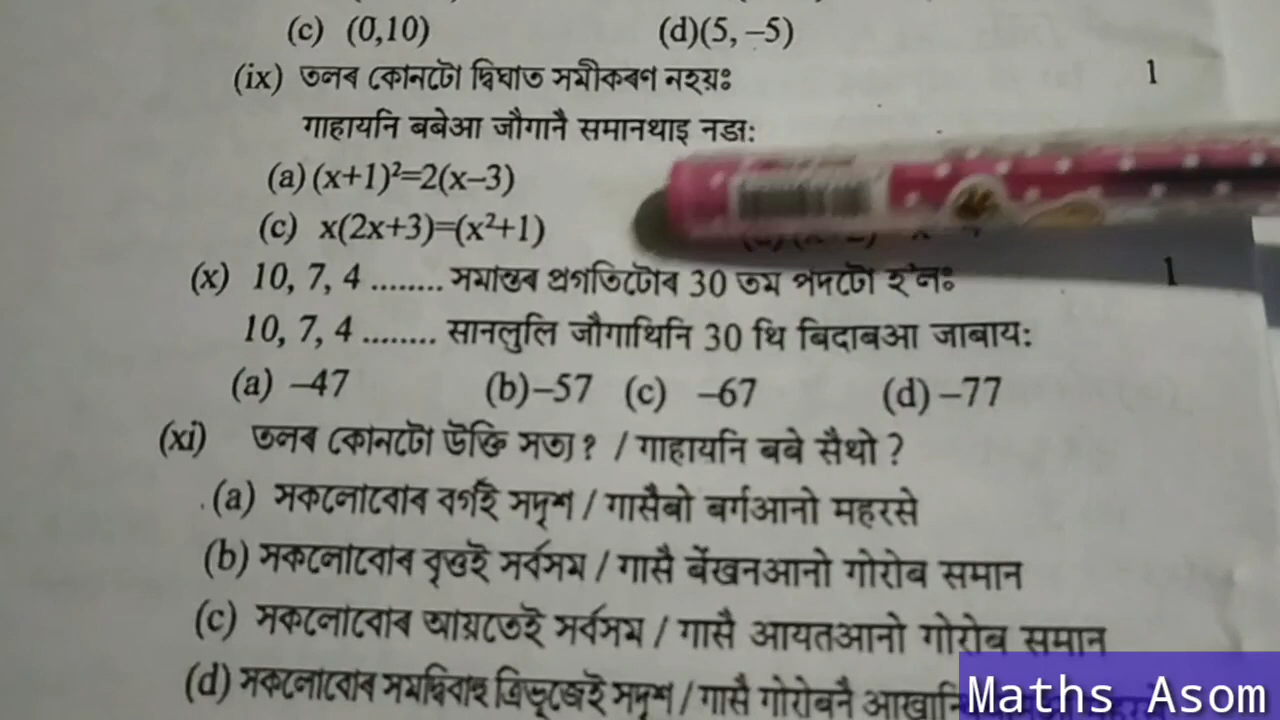 (c) (0,10) (d)(5, –5)
(ix) তলৰ কোনটো দ্বিঘাত সমীকৰণ নহয়ঃ 1
गाहायनि बबेआ जौगानै समानथाइ नङाः
(a) (x+1)²=2(x–3)
(c) x(2x+3)=(x²+1)
(x) 10, 7, 4 ........ সমান্তৰ প্ৰগতিটোৰ 30 তম পদটো হ'লঃ 1
10, 7, 4 ........ सानलुलि जौगाथिनि 30 थि बिदाबआ जाबाय:
(a) –47 (b)–57 (c) –67 (d) –77
(xi) তলৰ কোনটো উক্তি সত্য ? / गाहायनि बबे सैथो ?
(a) সকলোবোৰ বৰ্গই সদৃশ / गासैबो बर्गआनो महरसे
(b) সকলোবোৰ বৃত্তই সৰ্বসম / गासै बेंखनआनो गोरोब समान
(c) সকলোবোৰ আয়তেই সৰ্বসম / गासै आयतआनो गोरोब समान
(d) সকলোবোৰ সমদ্বিবাহু ত্ৰিভূজেই সদৃশ / गासै गोरोबनै
Maths Asom